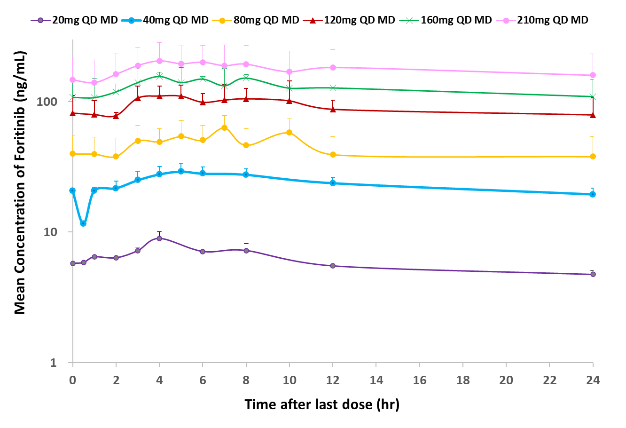 20mg QD MD 40mg QD MD 80mg QD MD 120mg QD MD 160mg QD MD 210mg QD MD
Mean Concentration of Foritinib (ng/mL)
100
10
1
0 2 4 6 8 10 12 14 16 18 20 22 24
Time after last dose (hr)